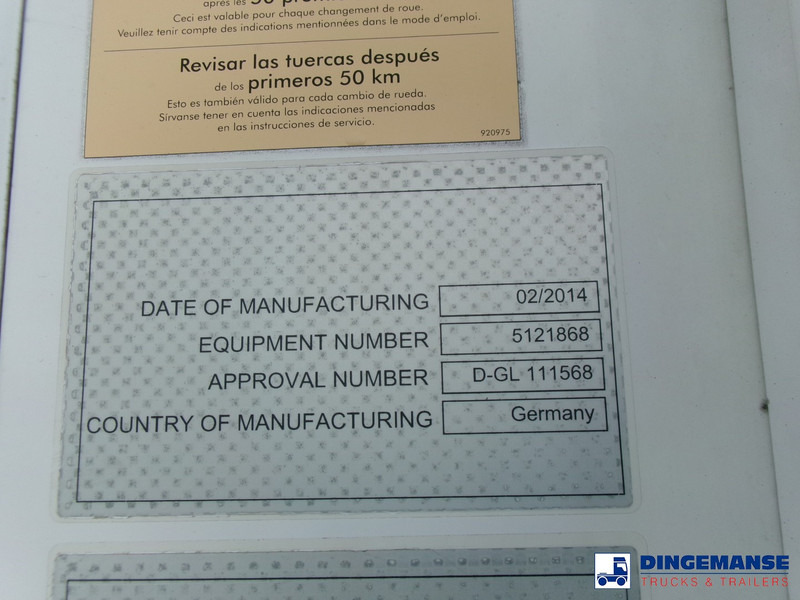 après les 50
Ceci est valable pour chaque changement de roue.
Veuillez tenir compte des indications mentionnées dans le mode d'emploi.
Revisar las tuercas después
de los primeros 50 km
Esto es también válido para cada cambio de rueda.
Sírvanse tener en cuenta las indicaciones mencionadas
en las instrucciones de servicio.
920975
DATE OF MANUFACTURING 02/2014
EQUIPMENT NUMBER 5121868
APPROVAL NUMBER D-GL 111568
COUNTRY OF MANUFACTURING Germany
DINGEMANSE
TRUCKS & TRAILERS